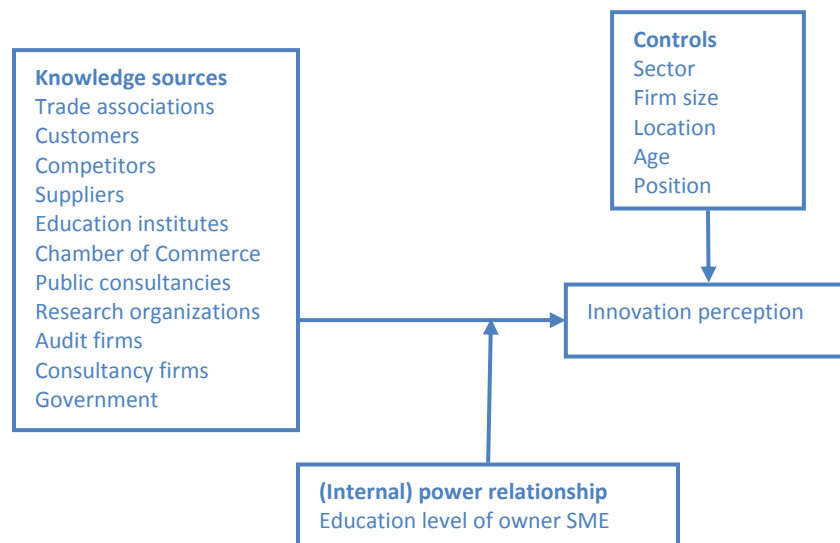 Knowledge sources
Trade associations
Customers
Competitors
Suppliers
Education institutes
Chamber of Commerce
Public consultancies
Research organizations
Audit firms
Consultancy firms
Government
Controls
Sector
Firm size
Location
Age
Position
Innovation perception
(Internal) power relationship
Education level of owner SME